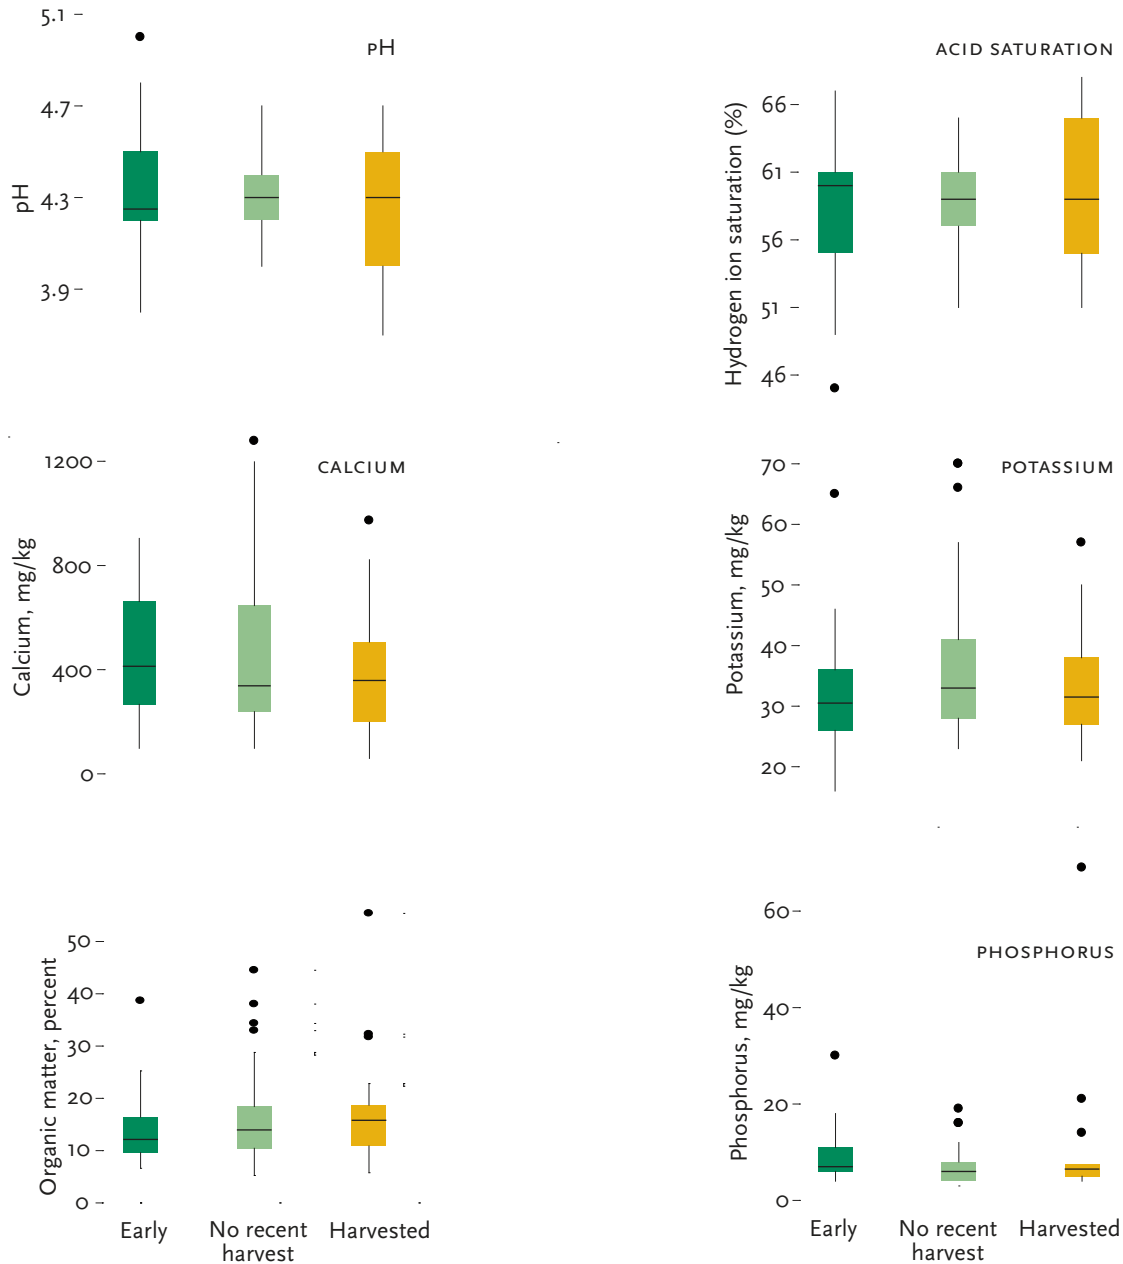 PH
5.1
4.7
4.3
3.9
pH
ACID SATURATION
66
61
56
51
46
Hydrogen ion saturation (%)
CALCIUM
1200
800
400
0
Calcium, mg/kg
POTASSIUM
70
60
50
40
30
20
Potassium, mg/kg
50
40
30
20
10
0
Organic matter, percent
Early
No recent
harvest
Harvested
PHOSPHORUS
60
40
20
0
Phosphorus, mg/kg
Early
No recent
harvest
Harvested